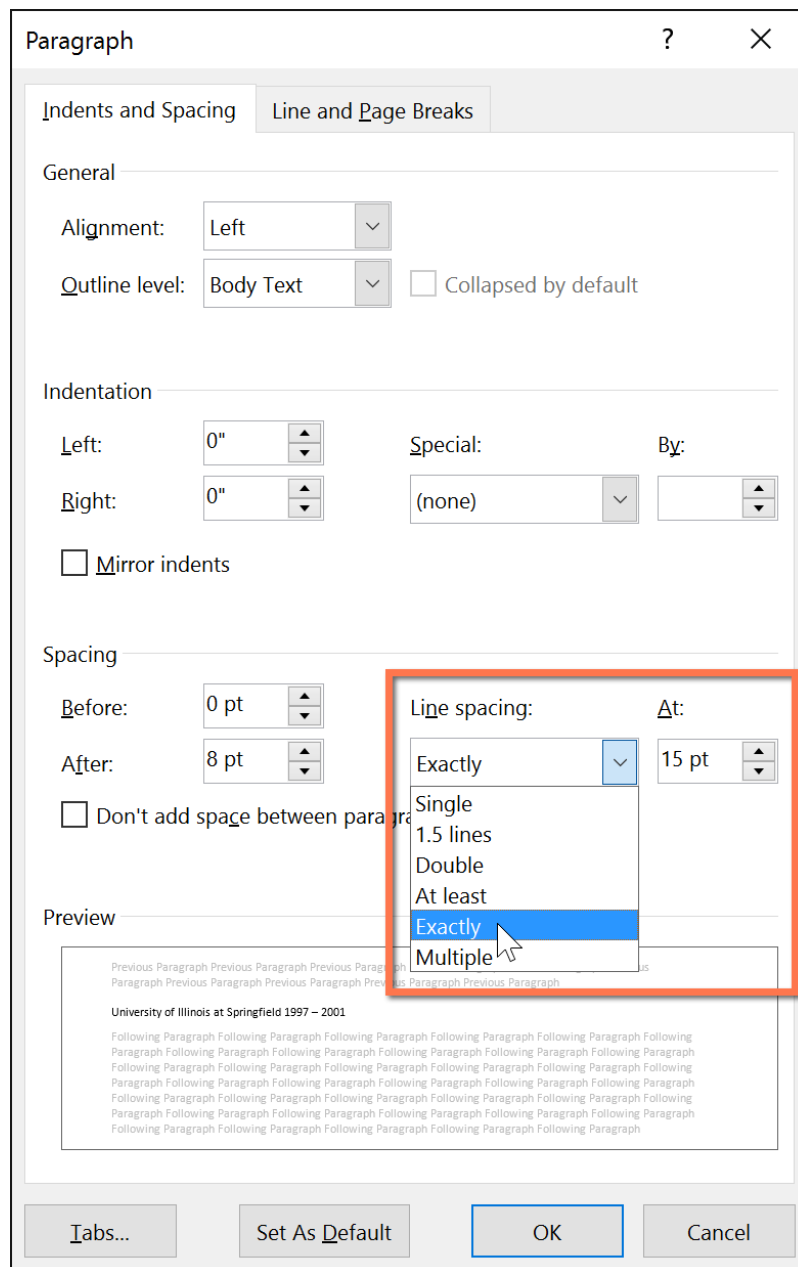 Paragraph ?
Indents and Spacing Line and Page Breaks
General
Alignment: Left
Outline level: Body Text Collapsed by default
Indentation
Left: 0" Special: By:
Right: 0" (none)
Mirror indents
Spacing
Before: 0 pt Line spacing: At:
After: 8 pt Exactly 15 pt
Don't add space between
Single
1.5 lines
Double
At least
Exactly
Multiple
Preview
Previous Paragraph Previous Paragraph Previous
Paragraph Previous Paragraph Previous Paragraph Previous Paragraph Previous Paragraph
University of Illinois at Springfield 1997 – 2001
Following Paragraph Following Paragraph Following Paragraph Following Paragraph Following Paragraph Following
Paragraph Following Paragraph Following Paragraph Following Paragraph Following Paragraph Following Paragraph
Following Paragraph Following Paragraph Following Paragraph Following Paragraph Following Paragraph Following
Paragraph Following Paragraph Following Paragraph Following Paragraph Following Paragraph Following Paragraph
Following Paragraph Following Paragraph Following Paragraph Following Paragraph Following Paragraph Following
Paragraph Following Paragraph Following Paragraph Following Paragraph Following Paragraph Following Paragraph
Following Paragraph Following Paragraph Following Paragraph Following Paragraph Following Paragraph
Tabs... Set As Default OK Cancel